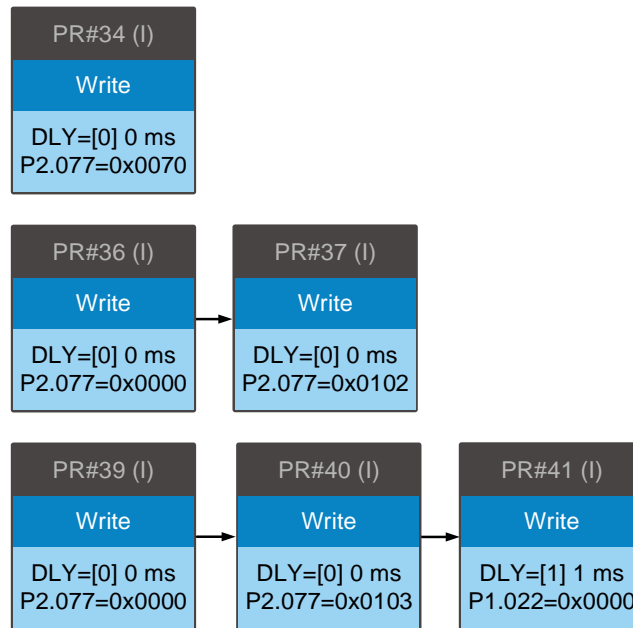 PR#34 (I)
Write
DLY=[0] 0 ms
P2.077=0x0070
PR#36 (I)
Write
DLY=[0] 0 ms
P2.077=0x0000
PR#37 (I)
Write
DLY=[0] 0 ms
P2.077=0x0102
PR#39 (I)
Write
DLY=[0] 0 ms
P2.077=0x0000
PR#40 (I)
Write
DLY=[0] 0 ms
P2.077=0x0103
PR#41 (I)
Write
DLY=[1] 1 ms
P1.022=0x0000